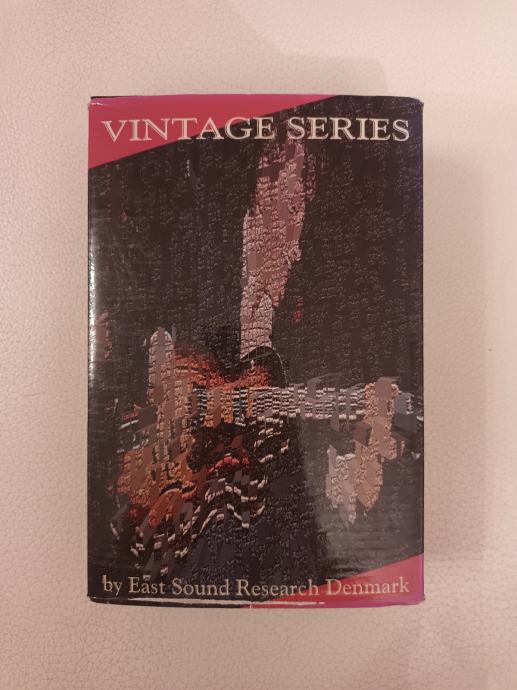 VINTAGE SERIES
by East Sound Research Denmark